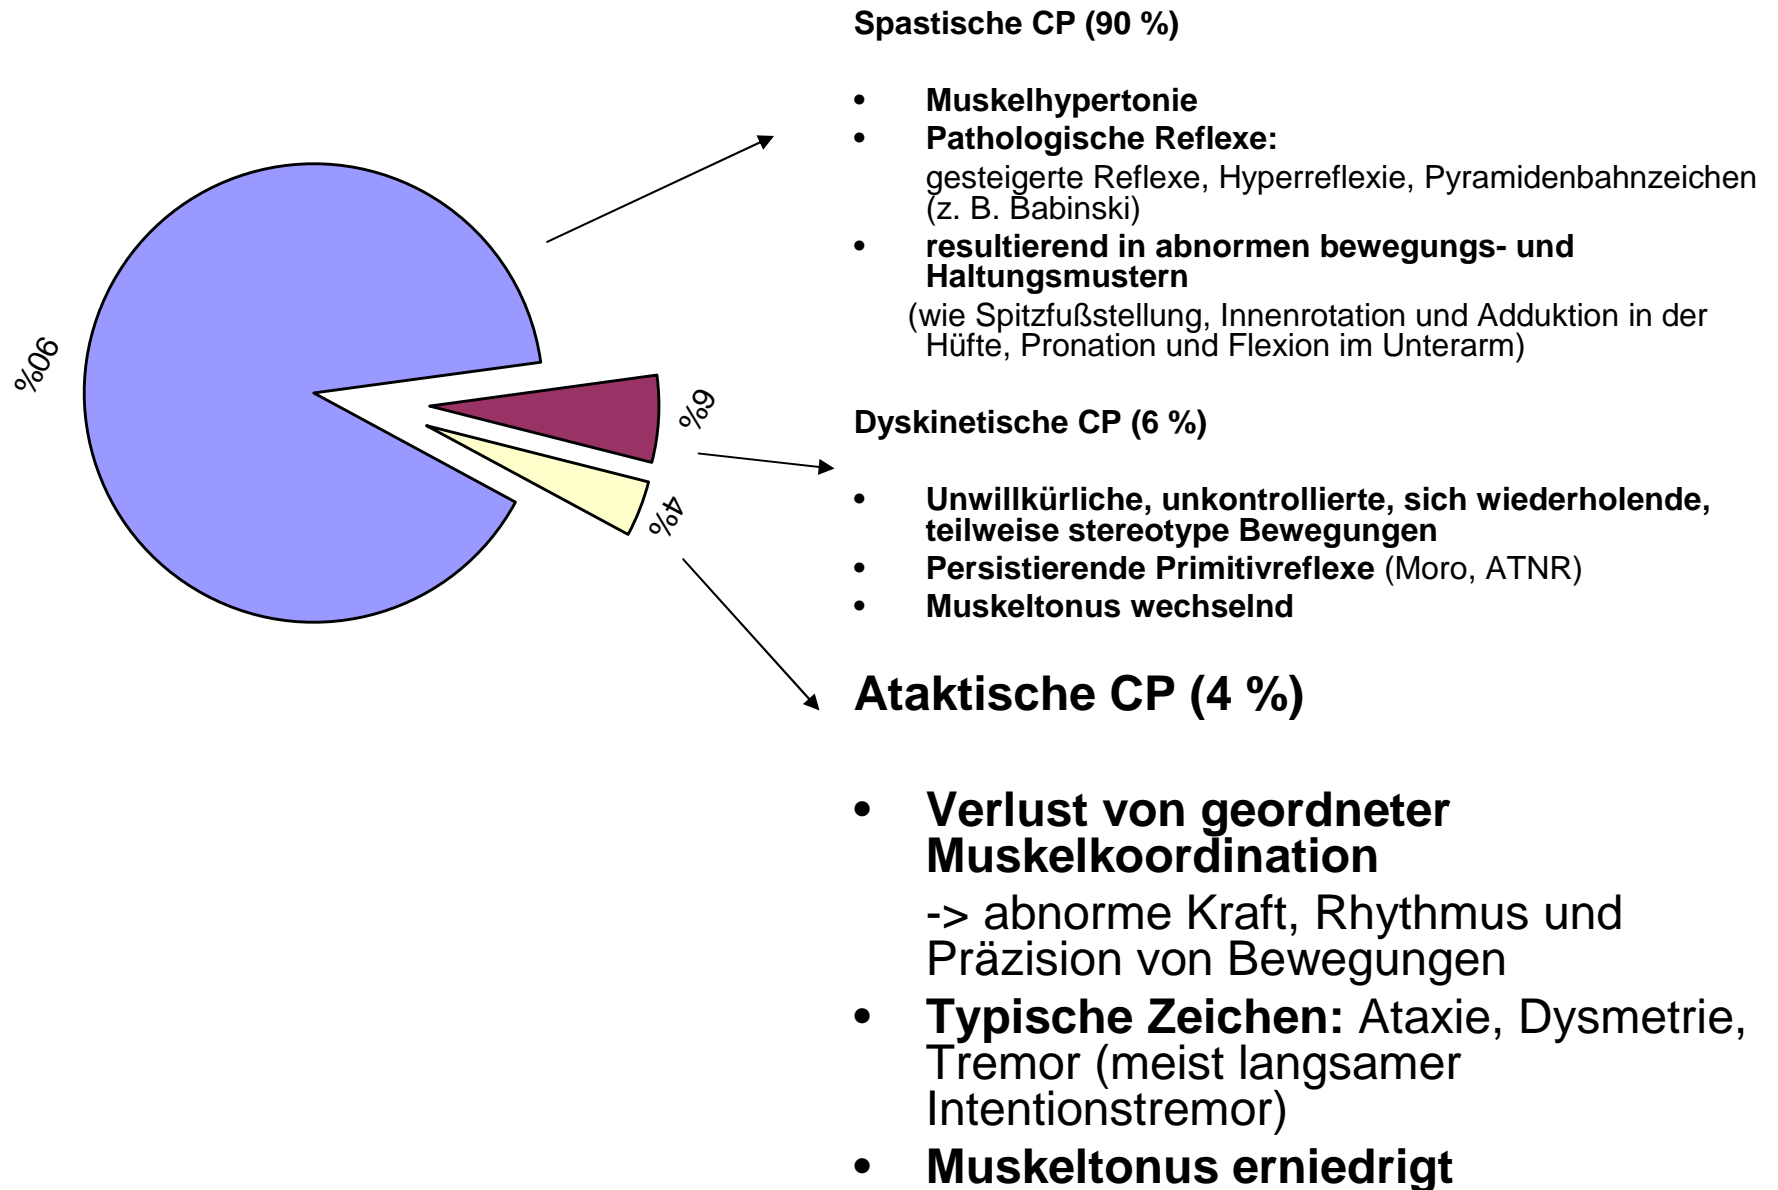 Spastische CP (90 %)
• Muskelhypertonie
• Pathologische Reflexe:
gesteigerte Reflexe, Hyperreflexie, Pyramidenbahnzeichen
(z. B. Babinski)
• resultierend in abnormen bewegungs- und
Haltungsmustern
(wie Spitzfußstellung, Innenrotation und Adduktion in der
Hüfte, Pronation und Flexion im Unterarm)
90%
6%
4%
Dyskinetische CP (6 %)
• Unwillkürliche, unkontrollierte, sich wiederholende,
teilweise stereotype Bewegungen
• Persistierende Primitivreflexe (Moro, ATNR)
• Muskeltonus wechselnd
Ataktische CP (4 %)
• Verlust von geordneter
Muskelkoordination
-> abnorme Kraft, Rhythmus und
Präzision von Bewegungen
• Typische Zeichen: Ataxie, Dysmetrie,
Tremor (meist langsamer
Intentionstremor)
• Muskeltonus erniedrigt